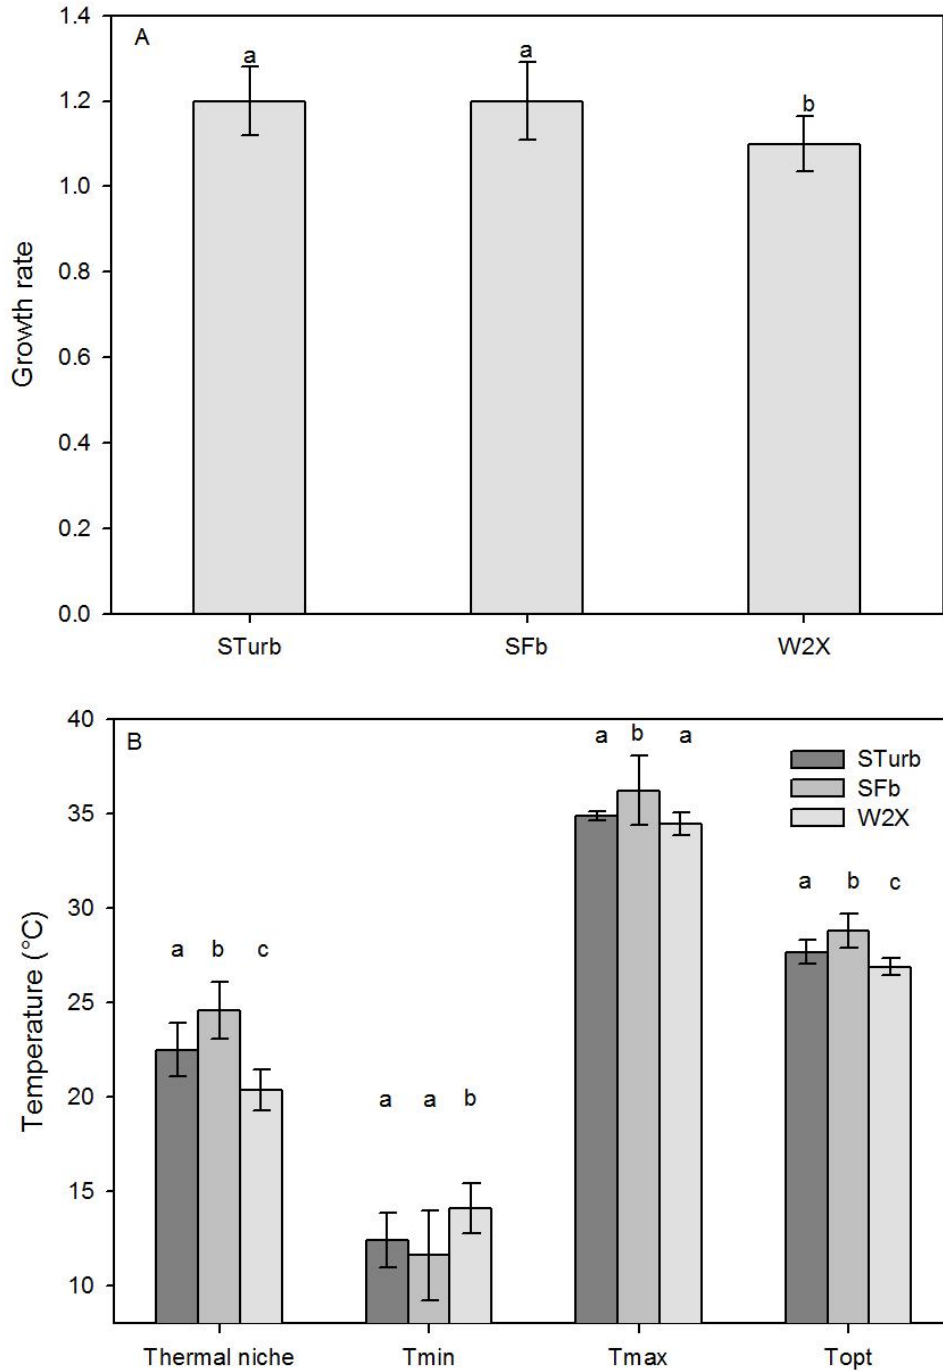 A
a a b
1.4
1.2
1.0
0.8
0.6
0.4
0.2
0.0
Growth rate
STurb SFb W2X
B
40
35
30
25
20
15
10
Temperature (°C)
STurb
SFb
W2X
a b c
a a b
a b a
a b c
Thermal niche Tmin Tmax Topt